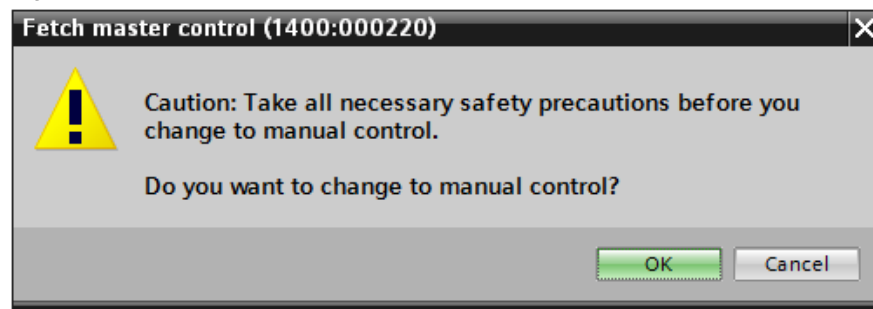 Fetch master control (1400:000220)
Caution: Take all necessary safety precautions before you
change to manual control.
Do you want to change to manual control?
OK
Cancel